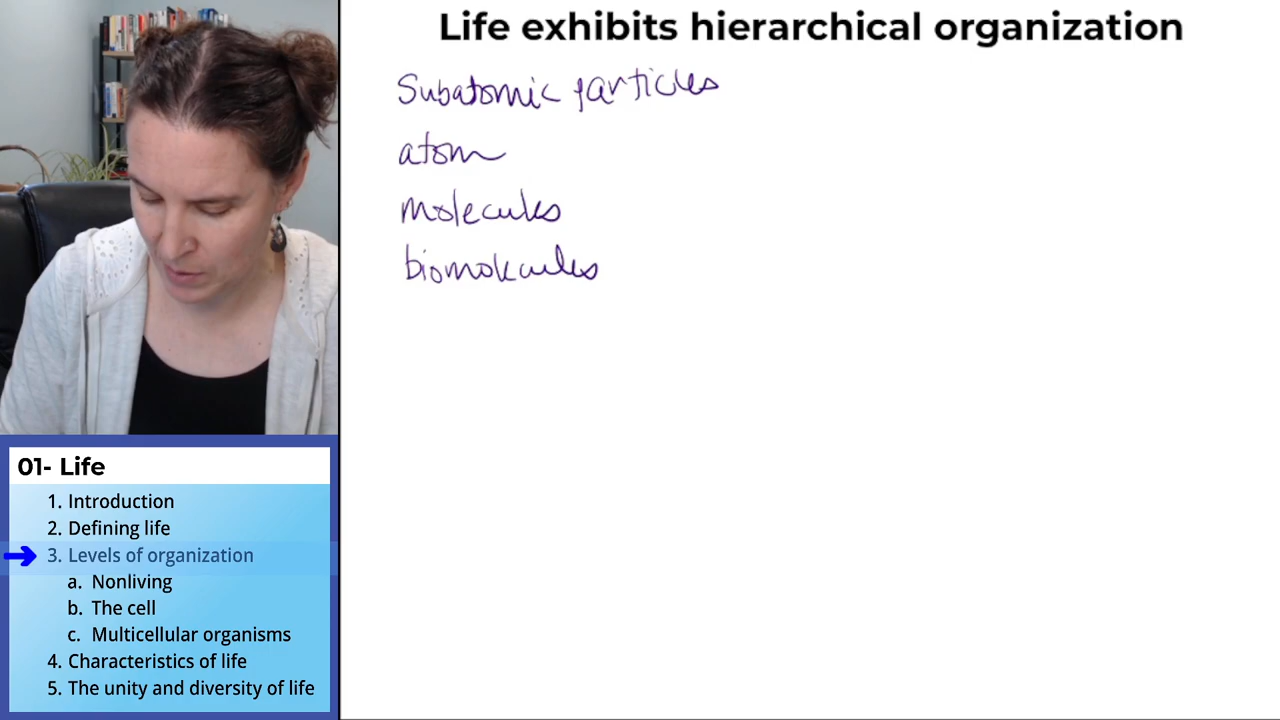 Life exhibits hierarchical organization
Subatomic particles
atom
molecules
biomolecules
01- Life
1. Introduction
2. Defining life
3. Levels of organization
a. Nonliving
b. The cell
c. Multicellular organisms
4. Characteristics of life
5. The unity and diversity of life